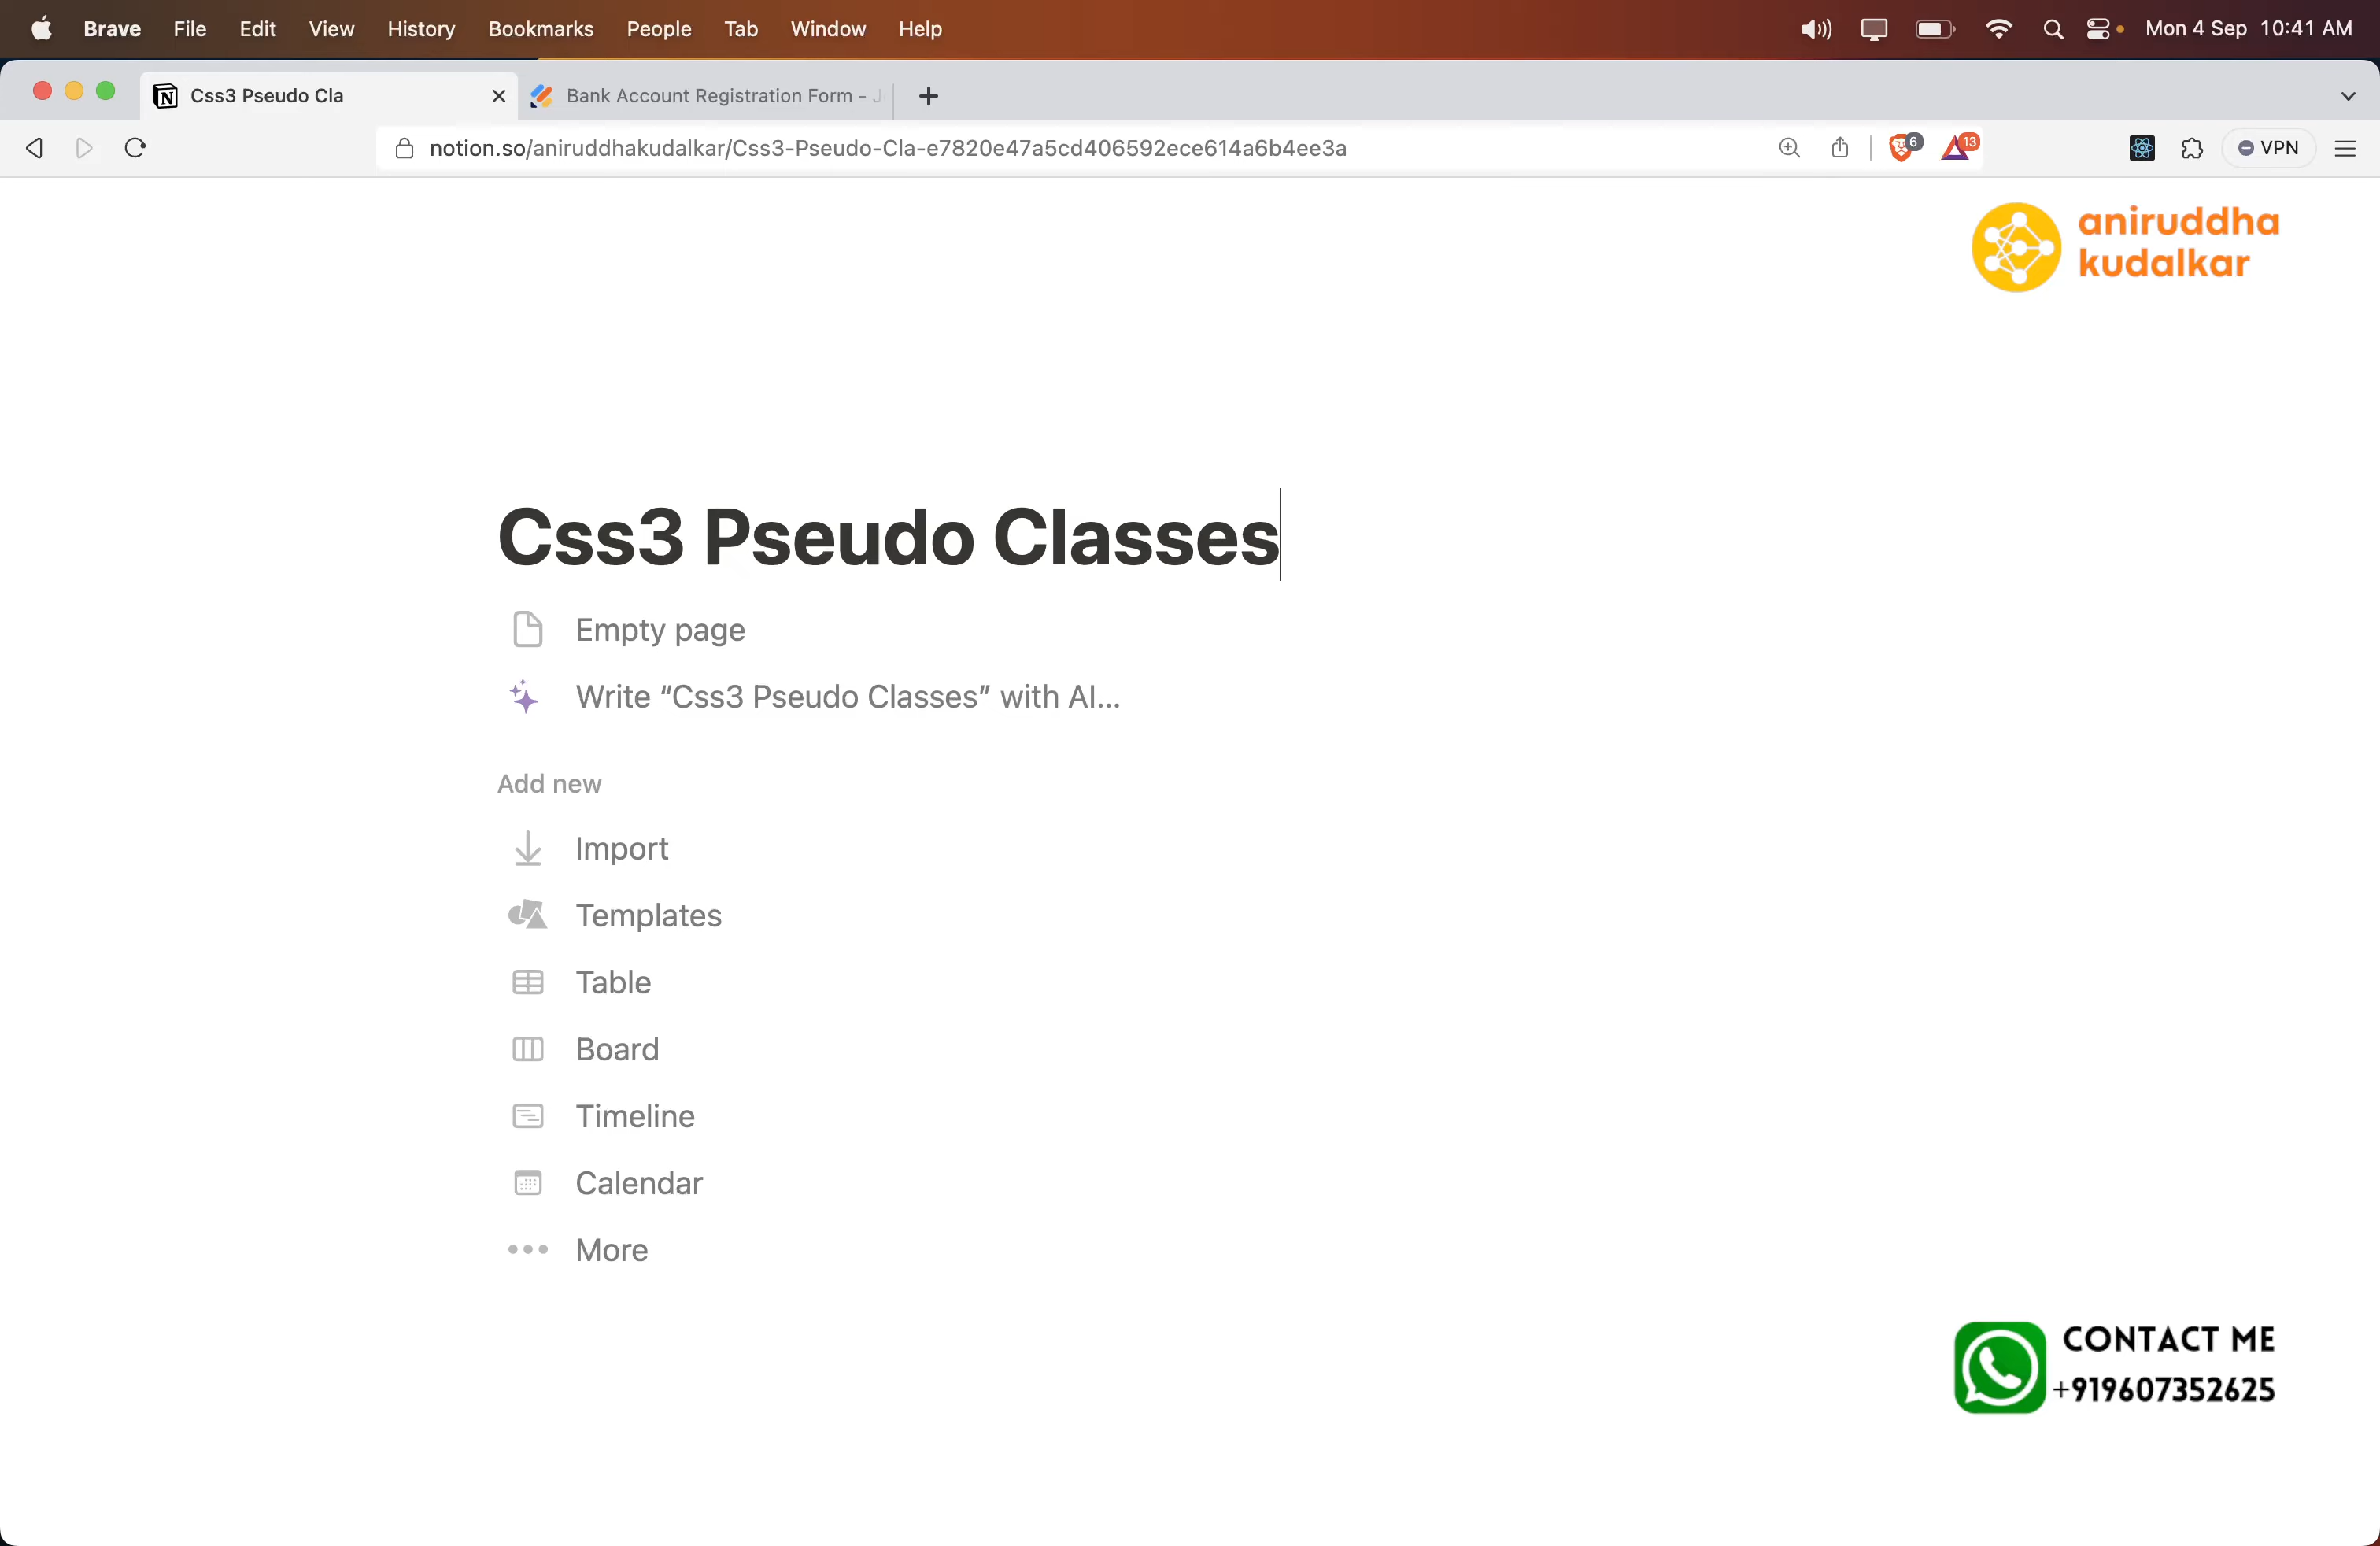 Brave File Edit View History Bookmarks People Tab Window Help Mon 4 Sep 10:41 AM
Css3 Pseudo Cla Bank Account Registration Form - J
notion.so/aniruddhakudalkar/Css3-Pseudo-Cla-e7820e47a5cd406592ece614a6b4ee3a 6 13 VPN
aniruddha
kudalkar
Css3 Pseudo Classes
Empty page
Write “Css3 Pseudo Classes” with AI...
Add new
Import
Templates
Table
Board
Timeline
Calendar
More
CONTACT ME
+919607352625